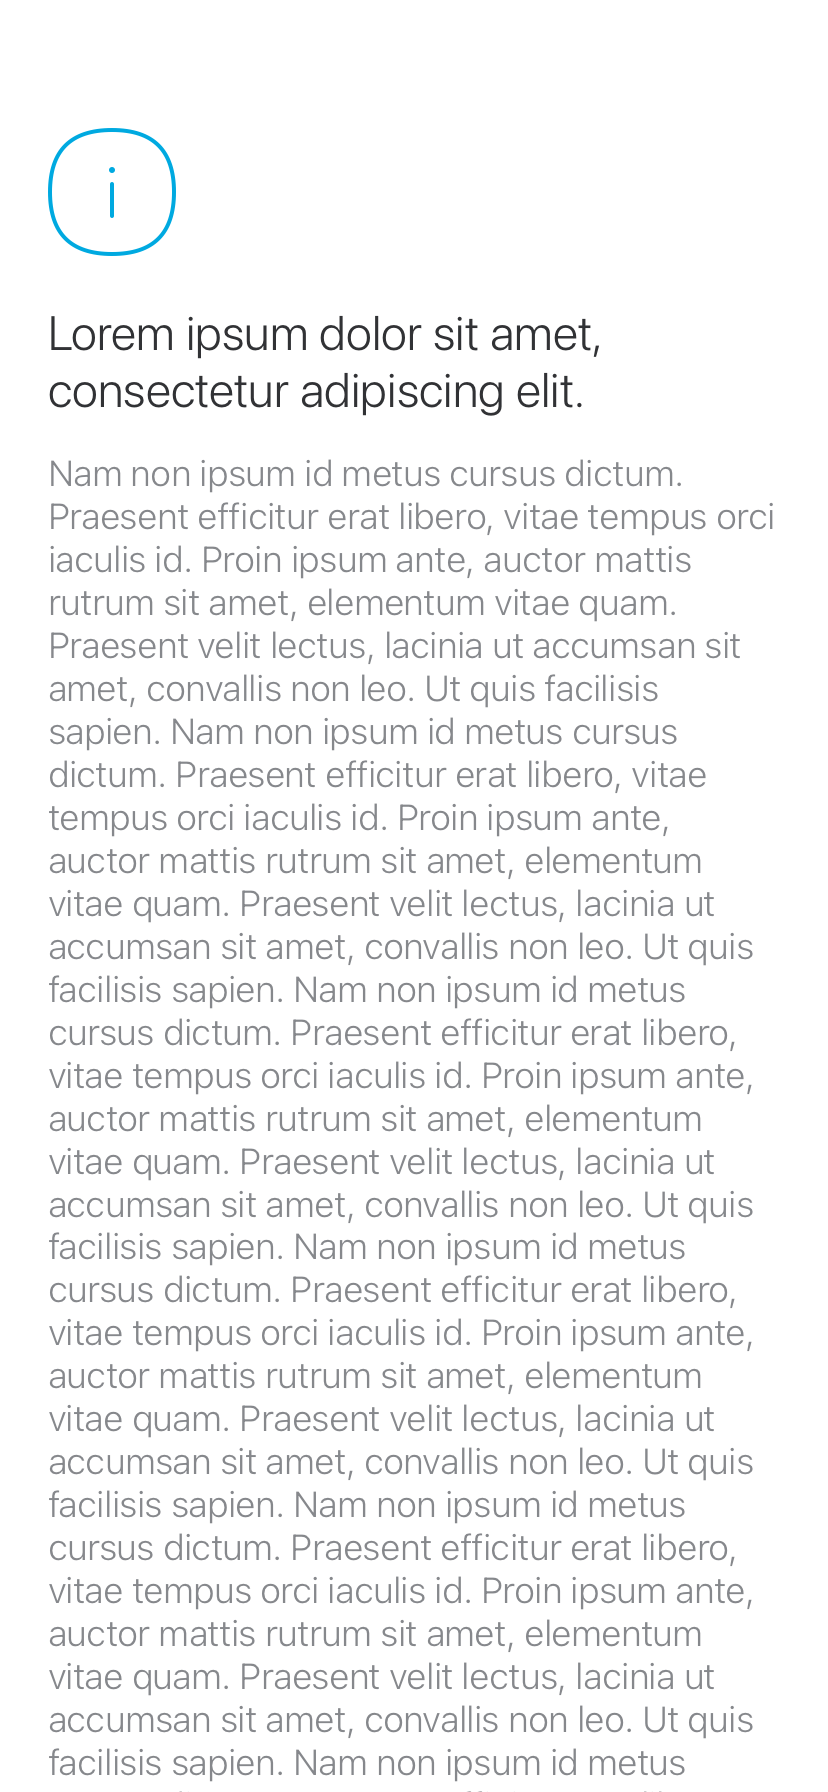 Lorem ipsum dolor sit amet,
consectetur adipiscing elit.
Nam non ipsum id metus cursus dictum.
Praesent efficitur erat libero, vitae tempus orci
iaculis id. Proin ipsum ante, auctor mattis
rutrum sit amet, elementum vitae quam.
Praesent velit lectus, lacinia ut accumsan sit
amet, convallis non leo. Ut quis facilisis
sapien. Nam non ipsum id metus cursus
dictum. Praesent efficitur erat libero, vitae
tempus orci iaculis id. Proin ipsum ante,
auctor mattis rutrum sit amet, elementum
vitae quam. Praesent velit lectus, lacinia ut
accumsan sit amet, convallis non leo. Ut quis
facilisis sapien. Nam non ipsum id metus
cursus dictum. Praesent efficitur erat libero,
vitae tempus orci iaculis id. Proin ipsum ante,
auctor mattis rutrum sit amet, elementum
vitae quam. Praesent velit lectus, lacinia ut
accumsan sit amet, convallis non leo. Ut quis
facilisis sapien. Nam non ipsum id metus
cursus dictum. Praesent efficitur erat libero,
vitae tempus orci iaculis id. Proin ipsum ante,
auctor mattis rutrum sit amet, elementum
vitae quam. Praesent velit lectus, lacinia ut
accumsan sit amet, convallis non leo. Ut quis
facilisis sapien. Nam non ipsum id metus
cursus dictum. Praesent efficitur erat libero,
vitae tempus orci iaculis id. Proin ipsum ante,
auctor mattis rutrum sit amet, elementum
vitae quam. Praesent velit lectus, lacinia ut
accumsan sit amet, convallis non leo. Ut quis
facilisis sapien. Nam non ipsum id metus